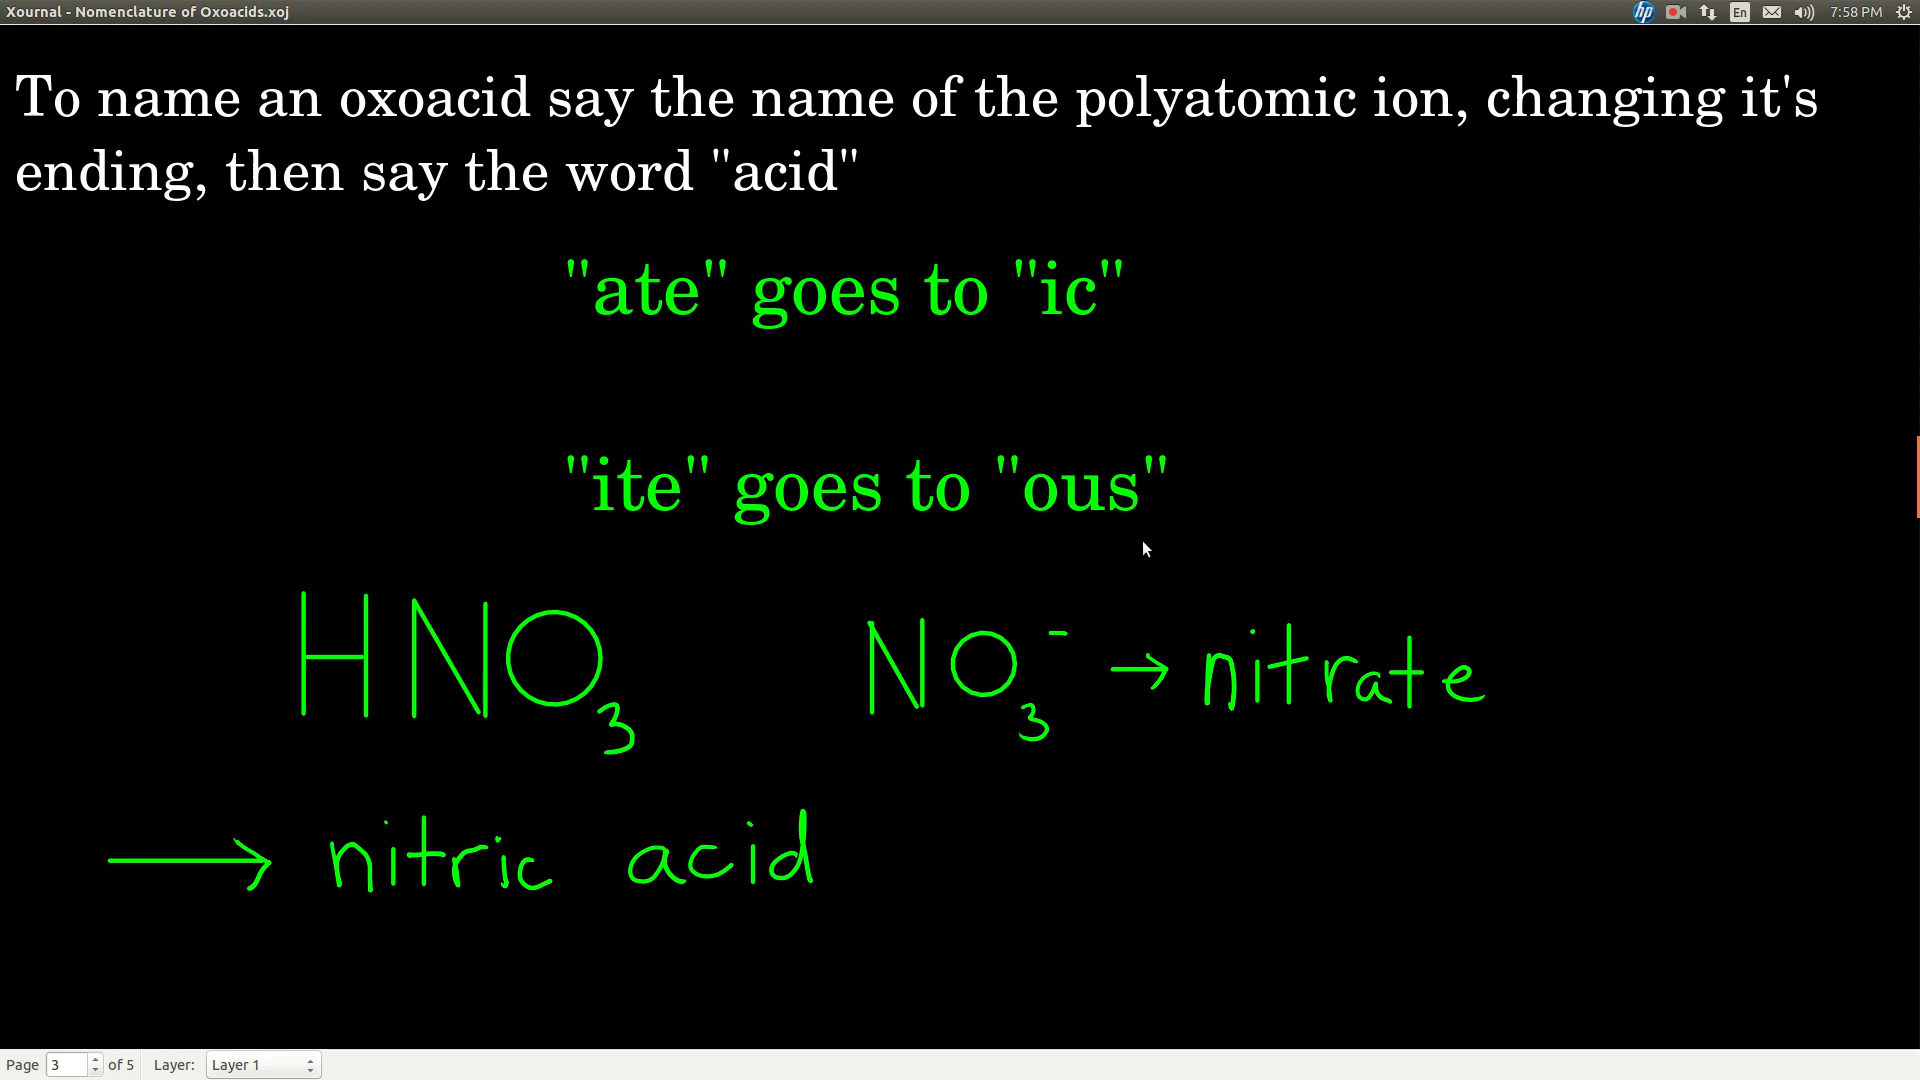 Xournal - Nomenclature of Oxoacids.xoj
hp En 7:58 PM
To name an oxoacid say the name of the polyatomic ion, changing it's
ending, then say the word "acid"
"ate" goes to "ic"
"ite" goes to "ous"
HNO₃ NO₃⁻ → nitrate
→ nitric acid
Page 3 of 5 Layer: Layer 1